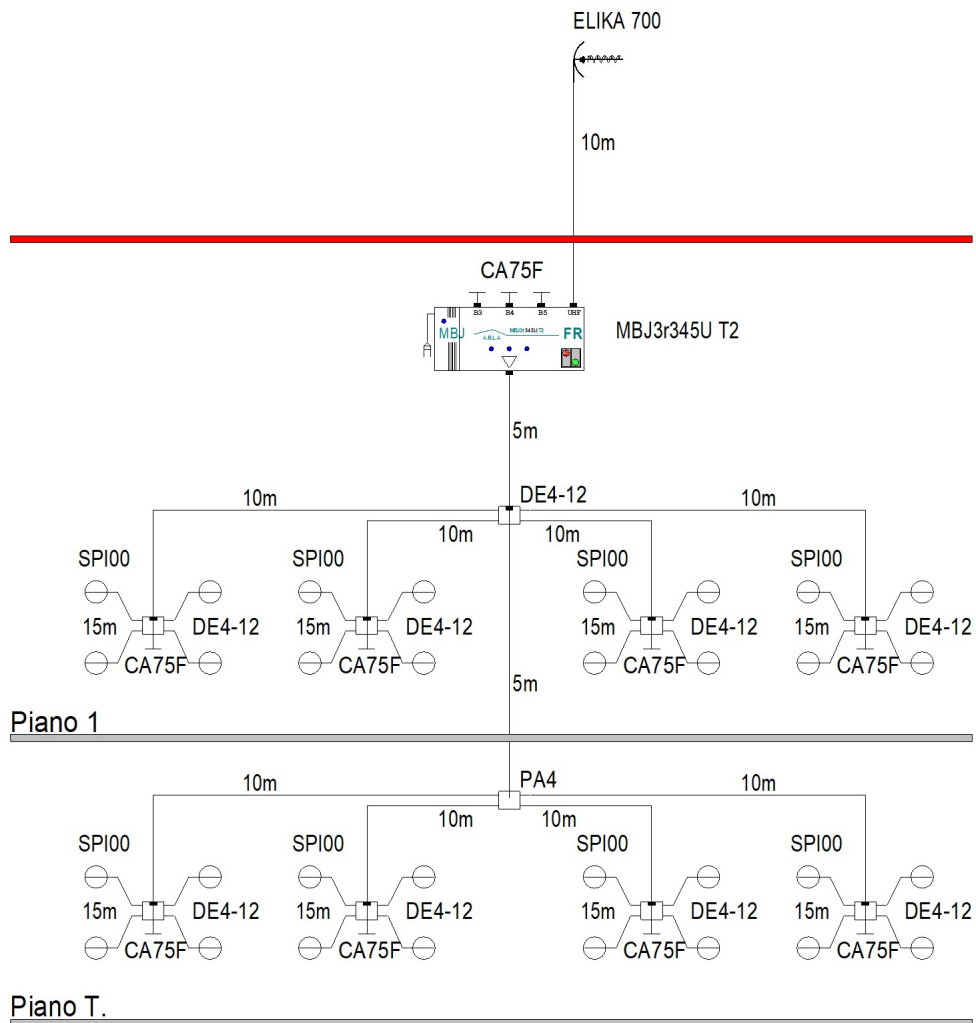 ELIKA 700
10m
CA75F
B3 B4 B5 UHF
MBJ MBJ3r345U T2 FR
A.B.L.A
MBJ3r345U T2
5m
DE4-12
10m 10m
10m 10m
SPI00 SPI00 SPI00 SPI00
15m DE4-12 15m DE4-12 15m DE4-12 15m DE4-12
CA75F CA75F CA75F CA75F
5m
Piano 1
PA4
10m 10m
10m 10m
SPI00 SPI00 SPI00 SPI00
15m DE4-12 15m DE4-12 15m DE4-12 15m DE4-12
CA75F CA75F CA75F CA75F
Piano T.